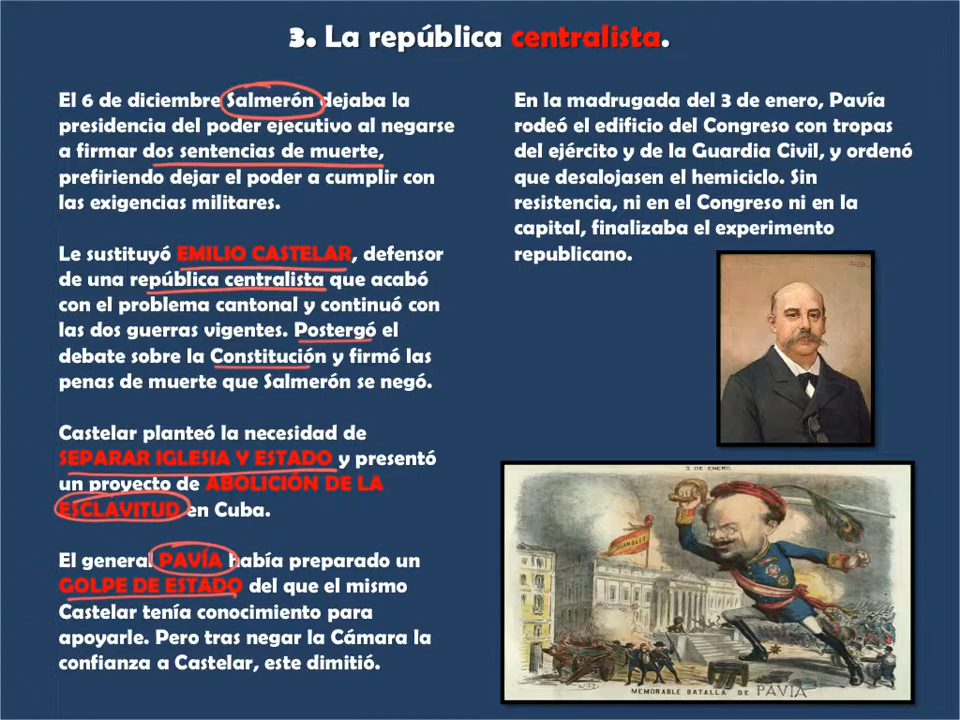 3. La república centralista.
El 6 de diciembre Salmerón dejaba la
presidencia del poder ejecutivo al negarse
a firmar dos sentencias de muerte,
prefiriendo dejar el poder a cumplir con
las exigencias militares.
Le sustituyó EMILIO CASTELAR, defensor
de una república centralista que acabó
con el problema cantonal y continuó con
las dos guerras vigentes. Postergó el
debate sobre la Constitución y firmó las
penas de muerte que Salmerón se negó.
Castelar planteó la necesidad de
SEPARAR IGLESIA Y ESTADO y presentó
un proyecto de ABOLICIÓN DE LA
ESCLAVITUD en Cuba.
El general PAVÍA había preparado un
GOLPE DE ESTADO del que el mismo
Castelar tenía conocimiento para
apoyarle. Pero tras negar la Cámara la
confianza a Castelar, este dimitió.
En la madrugada del 3 de enero, Pavía
rodeó el edificio del Congreso con tropas
del ejército y de la Guardia Civil, y ordenó
que desalojasen el hemiciclo. Sin
resistencia, ni en el Congreso ni en la
capital, finalizaba el experimento
republicano.
3 DE ENERO.
MEMORABLE BATALLA DE PAVIA